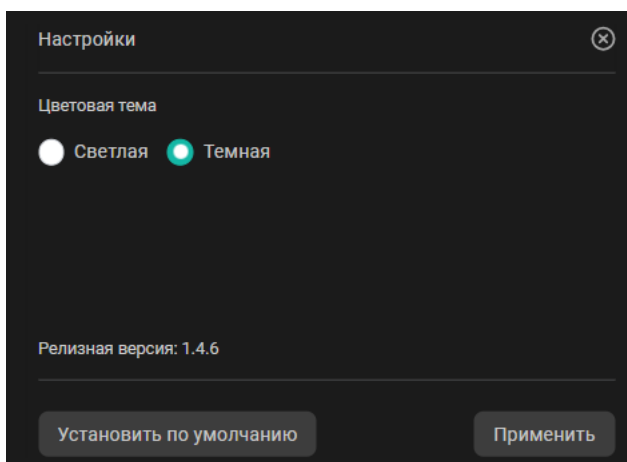 Настройки
Цветовая тема
Светлая Темная
Релизная версия: 1.4.6
Установить по умолчанию Применить